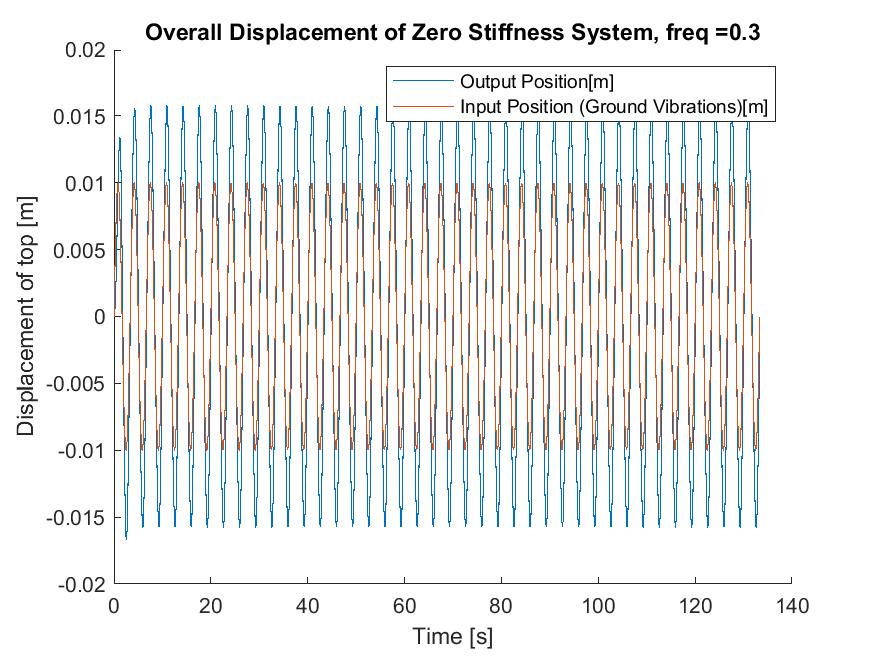 Overall Displacement of Zero Stiffness System, freq =0.3
Output Position[m]
Input Position (Ground Vibrations)[m]
Displacement of top [m]
0.02
0.015
0.01
0.005
0
-0.005
-0.01
-0.015
-0.02
0 20 40 60 80 100 120 140
Time [s]